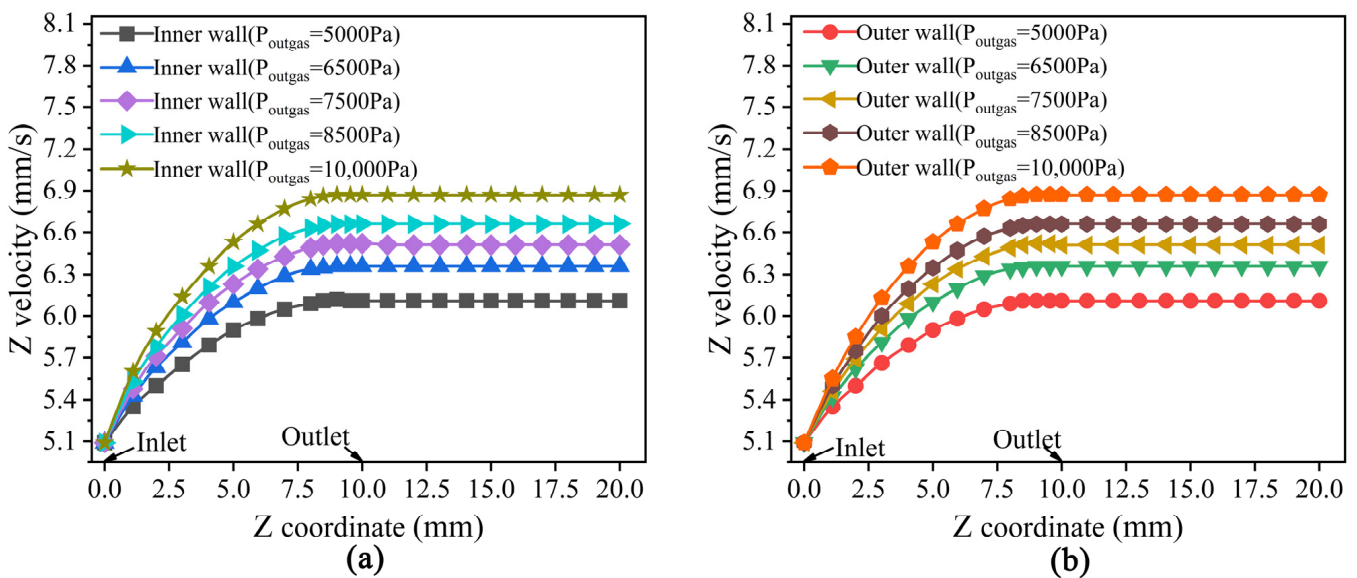 8.1
7.8
7.5
7.2
6.9
6.6
6.3
6.0
5.7
5.4
5.1
Z velocity (mm/s)
Inner wall(Poutgas=5000Pa)
Inner wall(Poutgas=6500Pa)
Inner wall(Poutgas=7500Pa)
Inner wall(Poutgas=8500Pa)
Inner wall(Poutgas=10,000Pa)
Inlet
Outlet
0.0 2.5 5.0 7.5 10.0 12.5 15.0 17.5 20.0
Z coordinate (mm)
(a)
8.1
7.8
7.5
7.2
6.9
6.6
6.3
6.0
5.7
5.4
5.1
Z velocity (mm/s)
Outer wall(Poutgas=5000Pa)
Outer wall(Poutgas=6500Pa)
Outer wall(Poutgas=7500Pa)
Outer wall(Poutgas=8500Pa)
Outer wall(Poutgas=10,000Pa)
Inlet
Outlet
0.0 2.5 5.0 7.5 10.0 12.5 15.0 17.5 20.0
Z coordinate (mm)
(b)